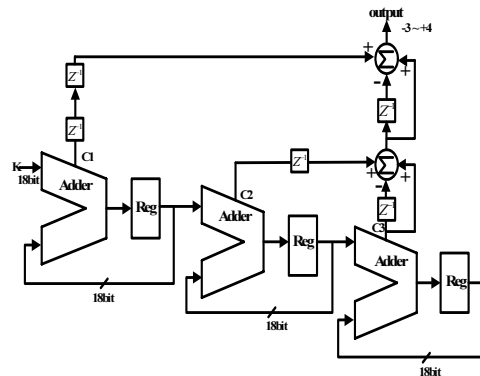 output
-3~+4
+
Σ
+
-
Z⁻¹
Z⁻¹
Z⁻¹
K
18bit
C1
Adder
Reg
Z⁻¹
+
Σ
+
-
Z⁻¹
C2
Adder
Reg
C3
Adder
Reg
18bit
18bit
18bit